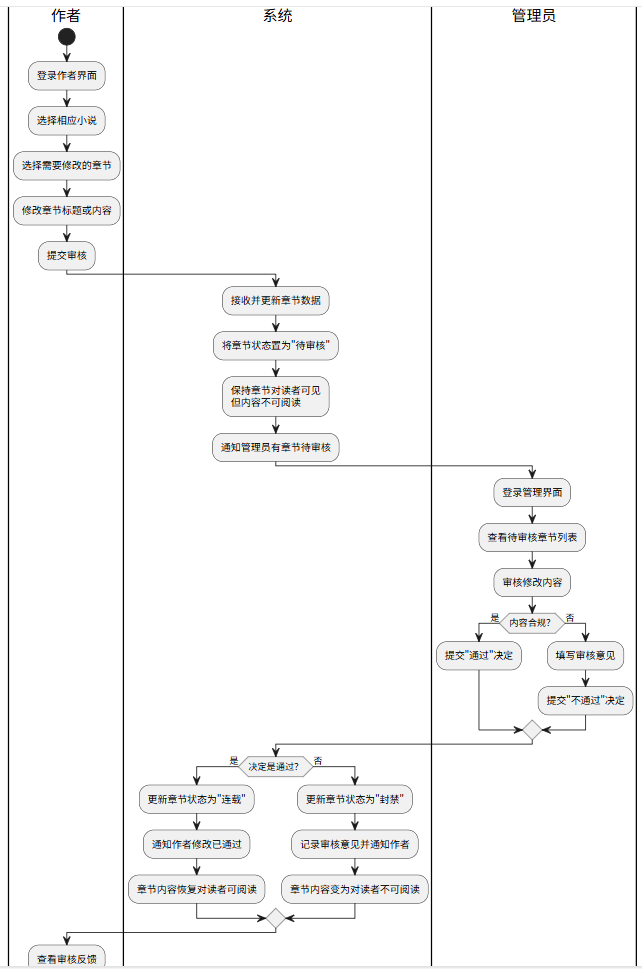 作者
系统
管理员
登录作者界面
选择相应小说
选择需要修改的章节
修改章节标题或内容
提交审核
接收并更新章节数据
将章节状态置为"待审核"
保持章节对读者可见
但内容不可阅读
通知管理员有章节待审核
登录管理界面
查看待审核章节列表
审核修改内容
内容合规?
是
否
提交"通过"决定
填写审核意见
提交"不通过"决定
决定是通过?
是
否
更新章节状态为"连载"
更新章节状态为"封禁"
通知作者修改已通过
记录审核意见并通知作者
章节内容恢复对读者可阅读
章节内容变为对读者不可阅读
查看审核反馈